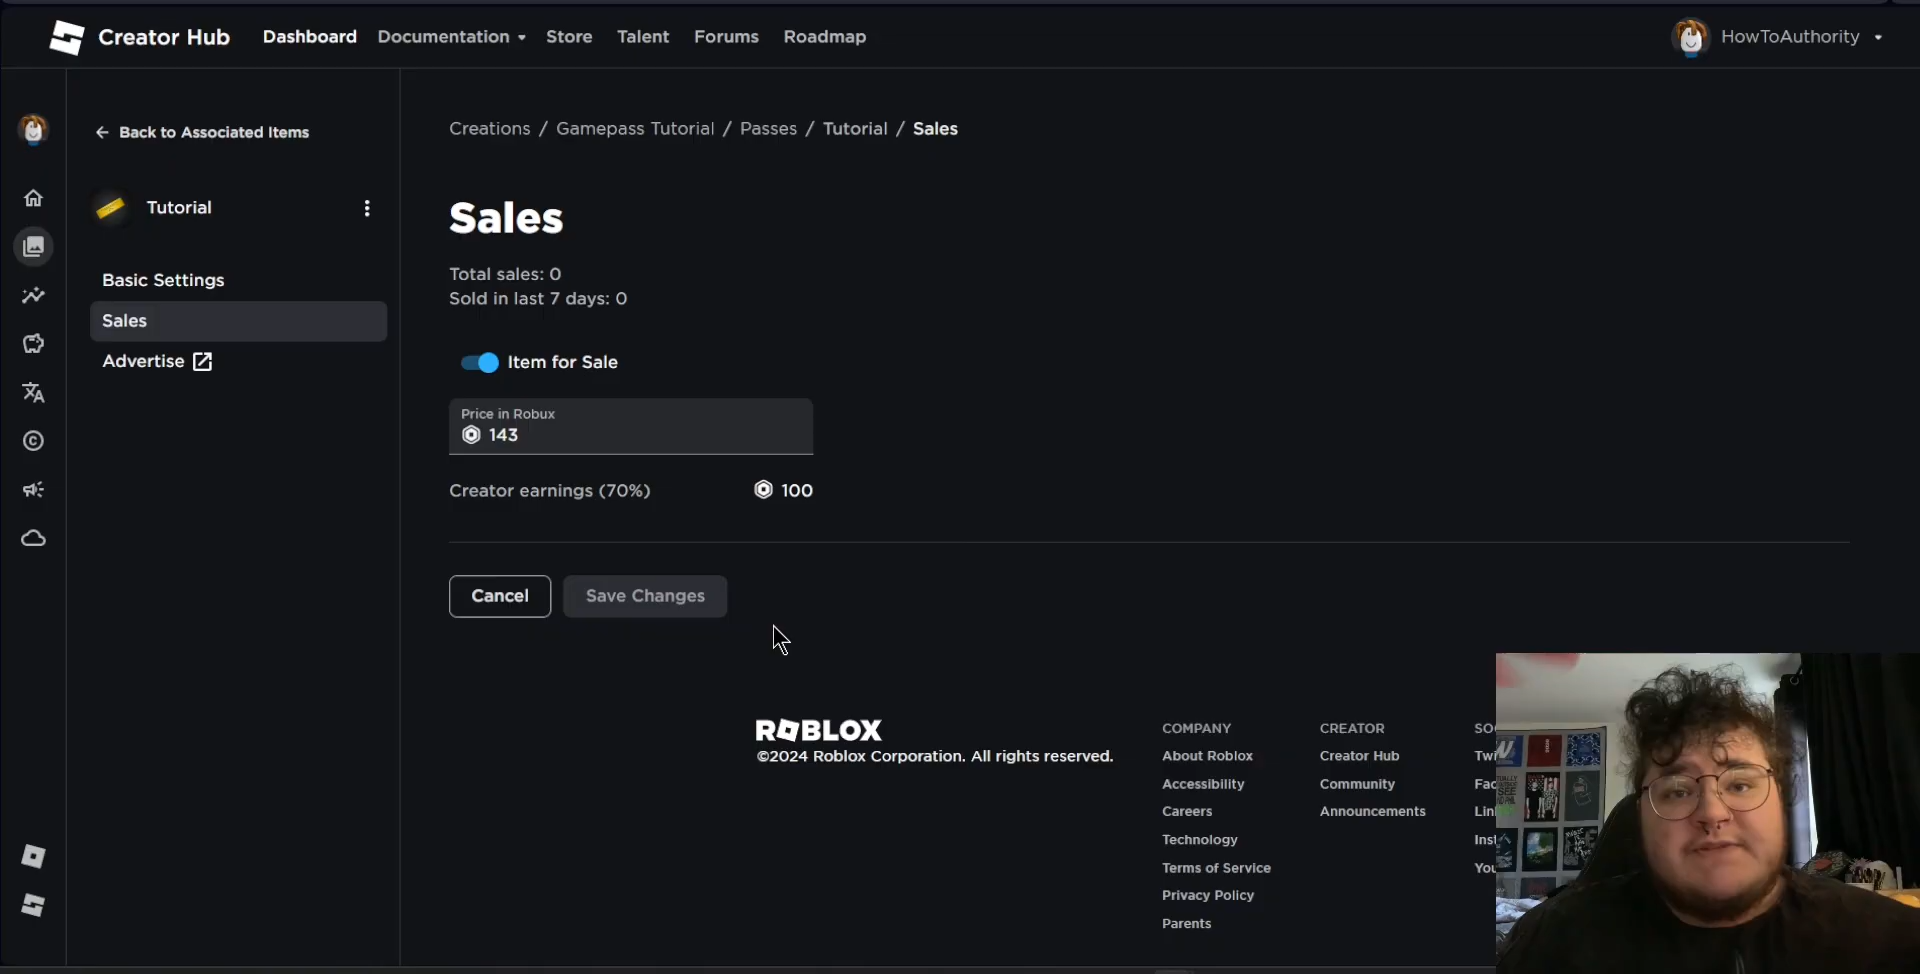 Creator Hub Dashboard Documentation Store Talent Forums Roadmap HowToAuthority
Back to Associated Items
Tutorial
Basic Settings
Sales
Advertise
Creations / Gamepass Tutorial / Passes / Tutorial / Sales
Sales
Total sales: 0
Sold in last 7 days: 0
Item for Sale
Price in Robux
143
Creator earnings (70%) 100
Cancel Save Changes
ROBLOX
©2024 Roblox Corporation. All rights reserved.
COMPANY
About Roblox
Accessibility
Careers
Technology
Terms of Service
Privacy Policy
Parents
CREATOR
Creator Hub
Community
Announcements